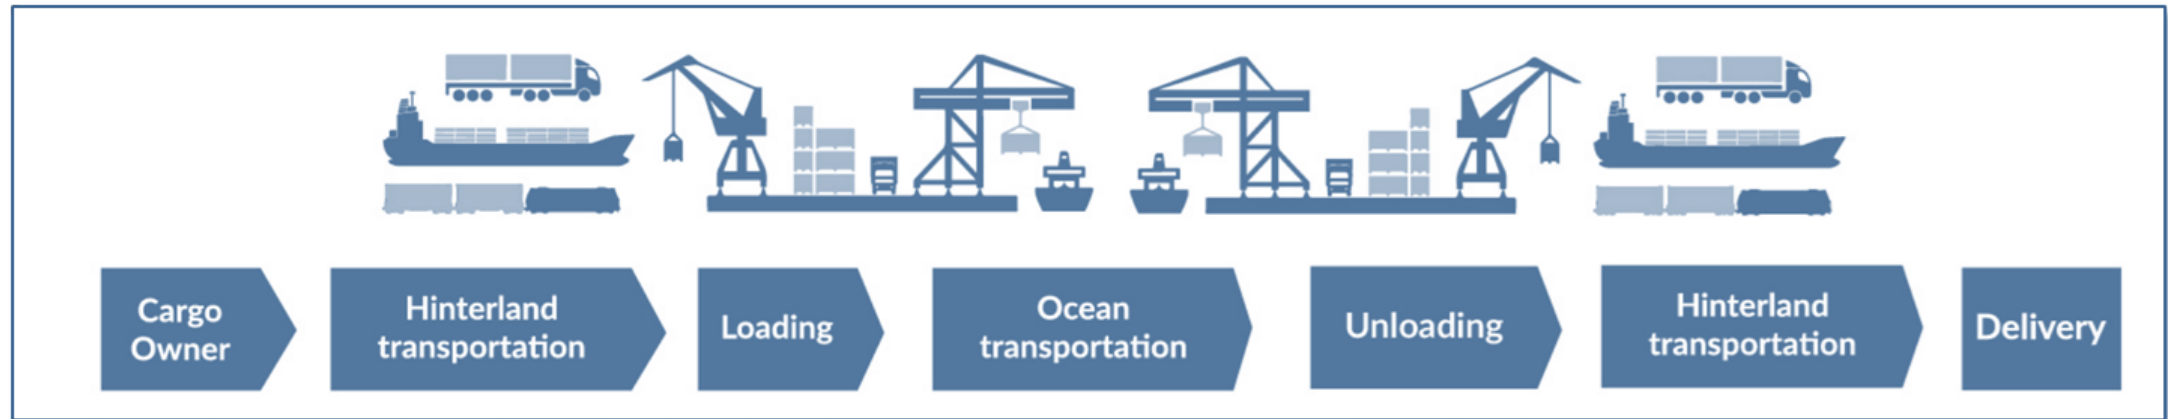 Cargo
Owner
Hinterland
transportation
Loading
Ocean
transportation
Unloading
Hinterland
transportation
Delivery